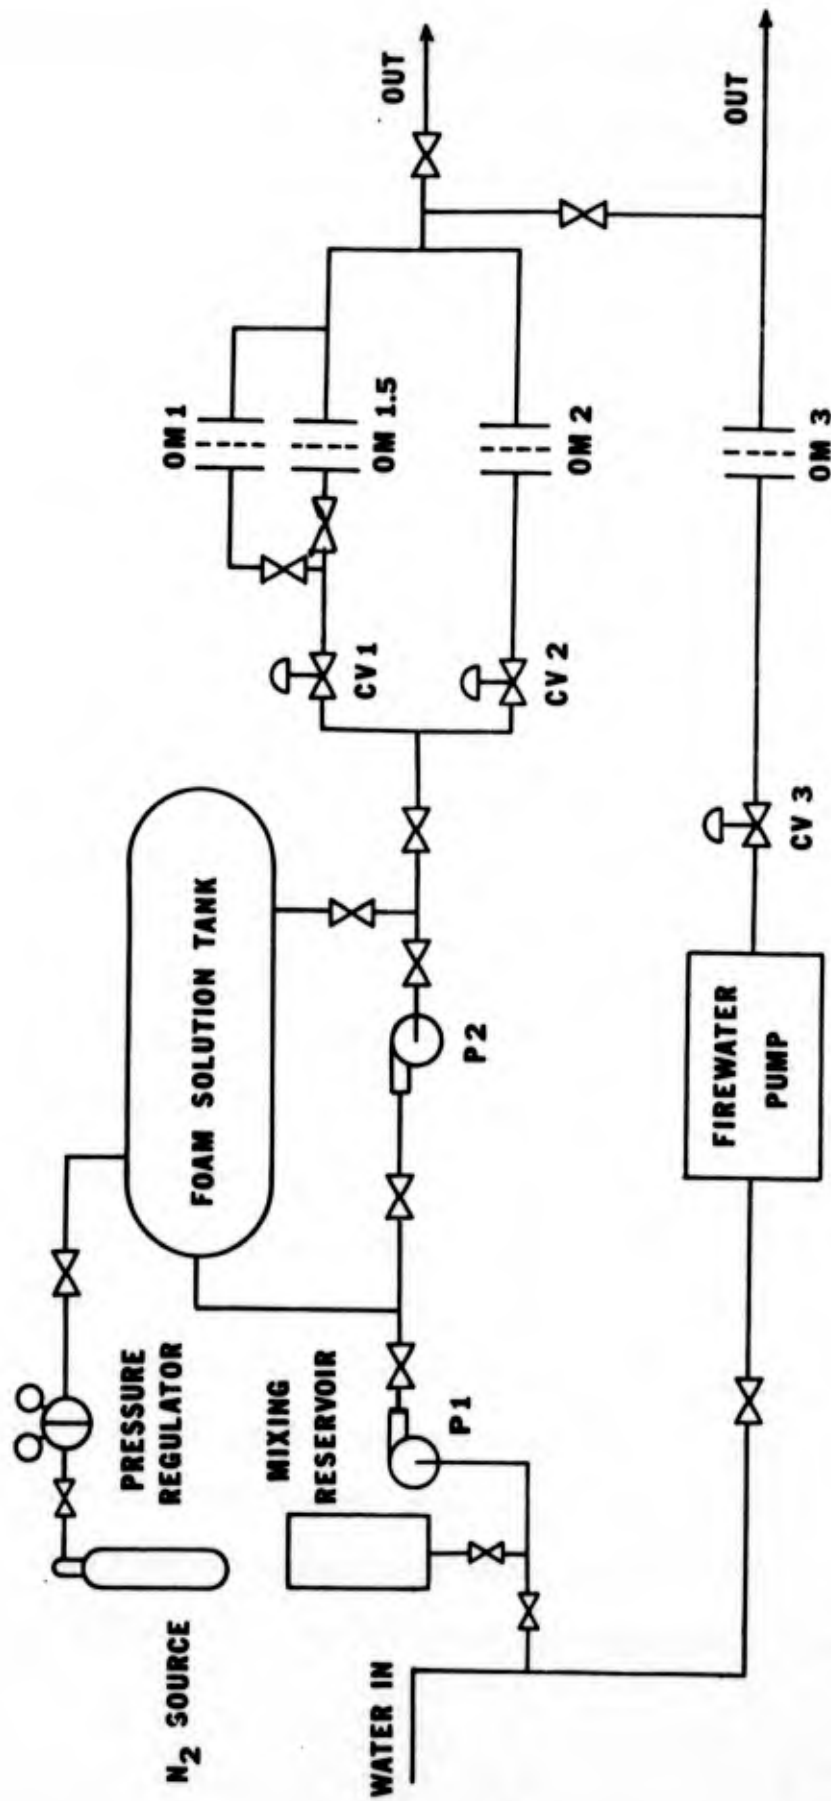 N2 SOURCE
PRESSURE
REGULATOR
MIXING
RESERVOIR
WATER IN
P1
FOAM SOLUTION TANK
P2
FIREWATER
PUMP
CV 1
CV 2
CV 3
OM 1
OM 1.5
OM 2
OM 3
OUT
OUT